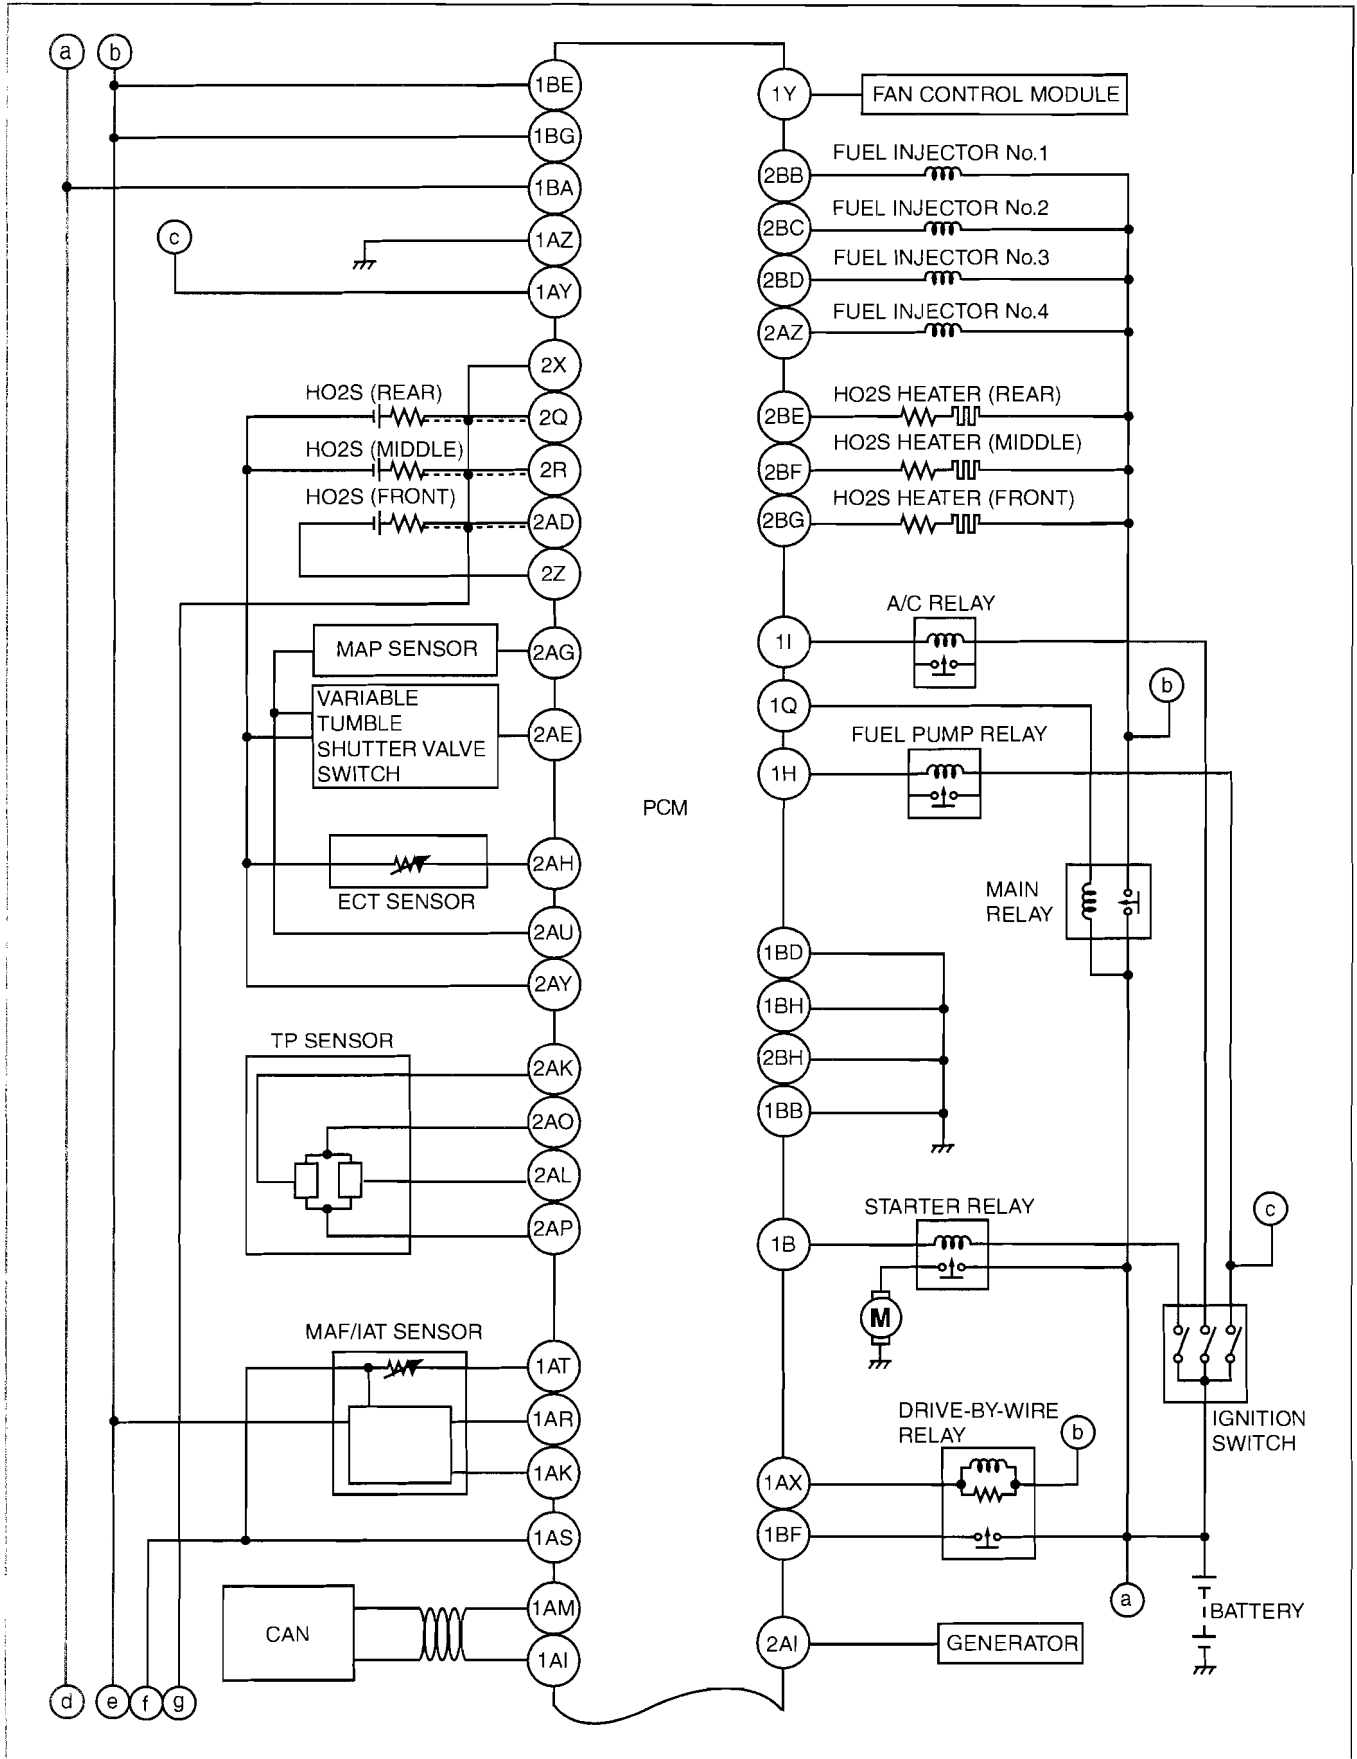 a
b
1BE
1BG
1BA
c
1AZ
1AY
2X
HO2S (REAR)
2Q
HO2S (MIDDLE)
2R
HO2S (FRONT)
2AD
2Z
MAP SENSOR
2AG
VARIABLE
TUMBLE
SHUTTER VALVE
SWITCH
2AE
2AH
ECT SENSOR
2AU
2AY
TP SENSOR
2AK
2AO
2AL
2AP
MAF/IAT SENSOR
1AT
1AR
1AK
1AS
CAN
1AM
1AI
d
e
f
g
PCM
1Y
FAN CONTROL MODULE
FUEL INJECTOR No.1
2BB
FUEL INJECTOR No.2
2BC
FUEL INJECTOR No.3
2BD
FUEL INJECTOR No.4
2AZ
HO2S HEATER (REAR)
2BE
HO2S HEATER (MIDDLE)
2BF
HO2S HEATER (FRONT)
2BG
A/C RELAY
1I
b
1Q
FUEL PUMP RELAY
1H
MAIN
RELAY
1BD
1BH
2BH
1BB
STARTER RELAY
c
1B
M
DRIVE-BY-WIRE
RELAY
b
IGNITION
SWITCH
1AX
1BF
a
BATTERY
2AI
GENERATOR